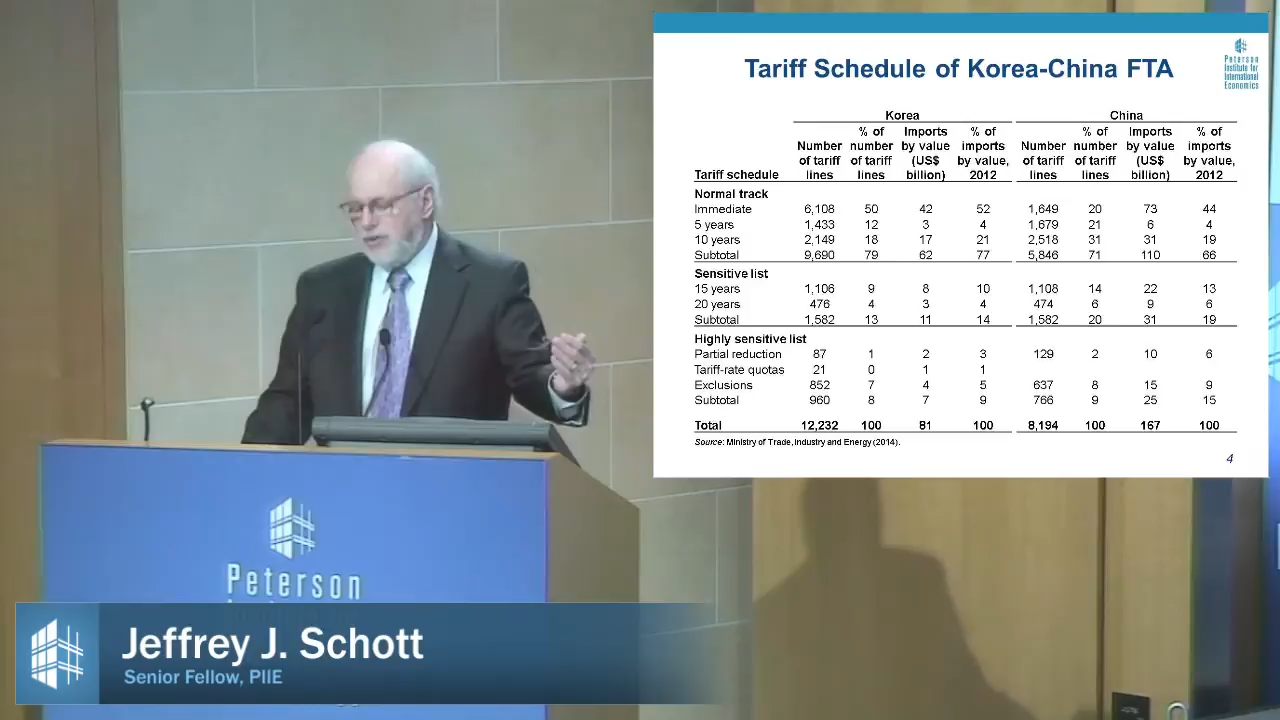 Tariff Schedule of Korea-China FTA
Peterson
Institute for
International
Economics
Korea China
% of Imports % of % of Imports % of
Number number by value imports Number number by value imports
of tariff of tariff (US$ by value, of tariff of tariff (US$ by value,
Tariff schedule lines lines billion) 2012 lines lines billion) 2012
Normal track
Immediate 6,108 50 42 52 1,649 20 73 44
5 years 1,433 12 3 4 1,679 21 6 4
10 years 2,149 18 17 21 2,518 31 31 19
Subtotal 9,690 79 62 77 5,846 71 110 66
Sensitive list
15 years 1,106 9 8 10 1,108 14 22 13
20 years 476 4 3 4 474 6 9 6
Subtotal 1,582 13 11 14 1,582 20 31 19
Highly sensitive list
Partial reduction 87 1 2 3 129 2 10 6
Tariff-rate quotas 21 0 1 1
Exclusions 852 7 4 5 637 8 15 9
Subtotal 960 8 7 9 766 9 25 15
Total 12,232 100 81 100 8,194 100 167 100
Source: Ministry of Trade, Industry and Energy (2014).
4
Peterson
Jeffrey J. Schott
Senior Fellow, PIIE